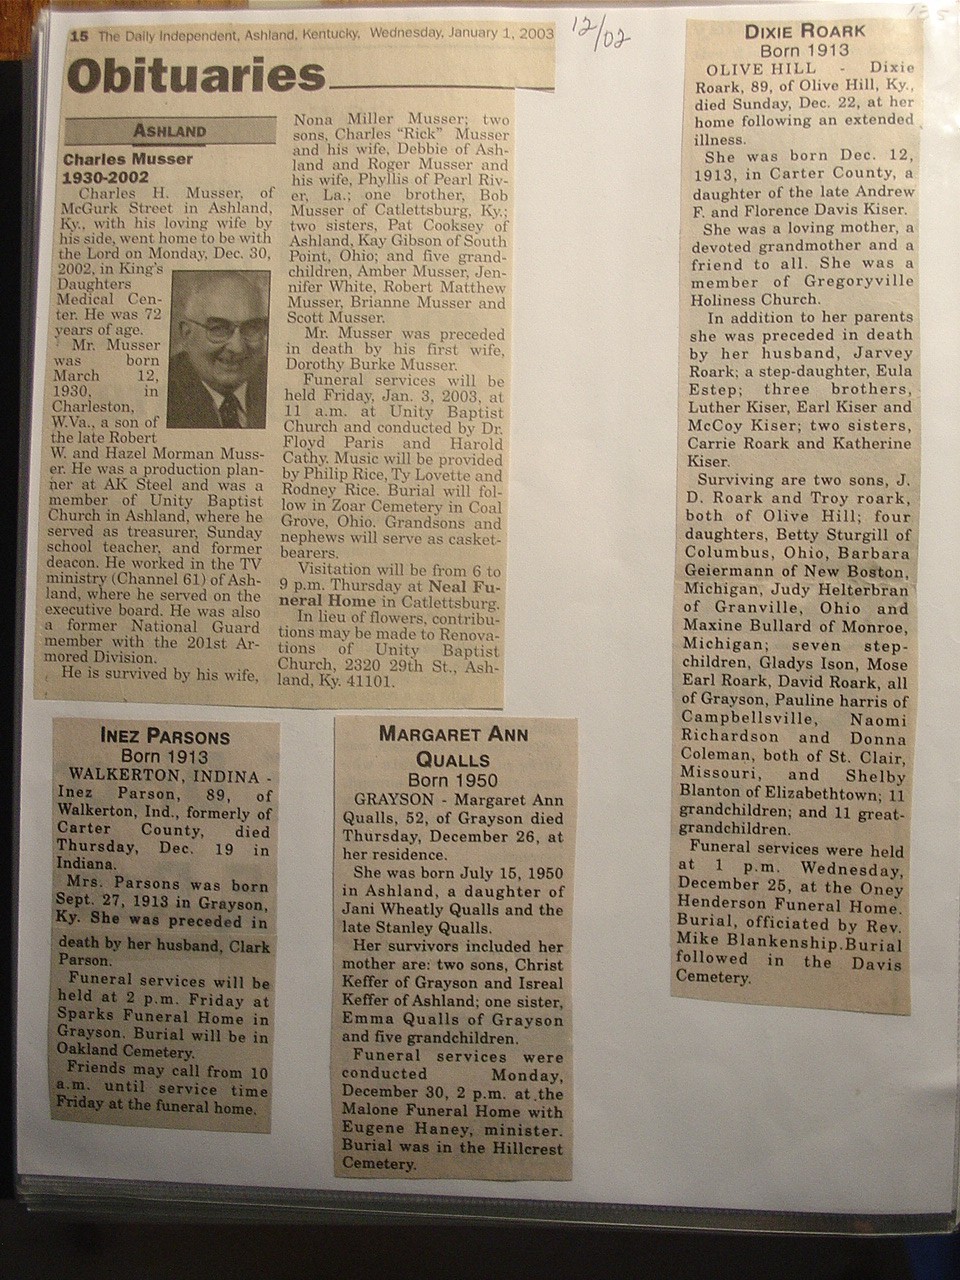 15 The Daily Independent, Ashland, Kentucky, Wednesday, January 1, 2003
12/02
Obituaries
ASHLAND
Charles Musser
1930-2002
Charles H. Musser, of
McGurk Street in Ashland,
Ky., with his loving wife by
his side, went home to be with
the Lord on Monday, Dec. 30,
2002, in King's
Daughters
Medical Cen-
ter. He was 72
years of age.
Mr. Musser
was born
March 12,
1930, in
Charleston,
W.Va., a son of
the late Robert
W. and Hazel Morman Muss-
er. He was a production plan-
ner at AK Steel and was a
member of Unity Baptist
Church in Ashland, where he
served as treasurer, Sunday
school teacher, and former
deacon. He worked in the TV
ministry (Channel 61) of Ash-
land, where he served on the
executive board. He was also
a former National Guard
member with the 201st Ar-
mored Division.
He is survived by his wife,
Nona Miller Musser; two
sons, Charles "Rick" Musser
and his wife, Debbie of Ash-
land and Roger Musser and
his wife, Phyllis of Pearl Riv-
er, La.; one brother, Bob
Musser of Catlettsburg, Ky.;
two sisters, Pat Cooksey of
Ashland, Kay Gibson of South
Point, Ohio; and five grand-
children, Amber Musser, Jen-
nifer White, Robert Matthew
Musser, Brianne Musser and
Scott Musser.
Mr. Musser was preceded
in death by his first wife,
Dorothy Burke Musser.
Funeral services will be
held Friday, Jan. 3, 2003, at
11 a.m. at Unity Baptist
Church and conducted by Dr.
Floyd Paris and Harold
Cathy. Music will be provided
by Philip Rice, Ty Lovette and
Rodney Rice. Burial will fol-
low in Zoar Cemetery in Coal
Grove, Ohio. Grandsons and
nephews will serve as casket-
bearers.
Visitation will be from 6 to
9 p.m. Thursday at Neal Fu-
neral Home in Catlettsburg.
In lieu of flowers, contribu-
tions may be made to Renova-
tions of Unity Baptist
Church, 2320 29th St., Ash-
land, Ky. 41101.
INEZ PARSONS
Born 1913
WALKERTON, INDINA -
Inez Parson, 89, of
Walkerton, Ind., formerly of
Carter County, died
Thursday, Dec. 19 in
Indiana.
Mrs. Parsons was born
Sept. 27, 1913 in Grayson,
Ky. She was preceded in
death by her husband, Clark
Parson.
Funeral services will be
held at 2 p.m. Friday at
Sparks Funeral Home in
Grayson. Burial will be in
Oakland Cemetery.
Friends may call from 10
a.m. until service time
Friday at the funeral home.
MARGARET ANN
QUALLS
Born 1950
GRAYSON - Margaret Ann
Qualls, 52, of Grayson died
Thursday, December 26, at
her residence.
She was born July 15, 1950
in Ashland, a daughter of
Jani Wheatly Qualls and the
late Stanley Qualls.
Her survivors included her
mother are: two sons, Christ
Keffer of Grayson and Isreal
Keffer of Ashland; one sister,
Emma Qualls of Grayson
and five grandchildren.
Funeral services were
conducted Monday,
December 30, 2 p.m. at the
Malone Funeral Home with
Eugene Haney, minister.
Burial was in the Hillcrest
Cemetery.
DIXIE ROARK
Born 1913
OLIVE HILL - Dixie
Roark, 89, of Olive Hill, Ky.,
died Sunday, Dec. 22, at her
home following an extended
illness.
She was born Dec. 12,
1913, in Carter County, a
daughter of the late Andrew
F. and Florence Davis Kiser.
She was a loving mother, a
devoted grandmother and a
friend to all. She was a
member of Gregoryville
Holiness Church.
In addition to her parents
she was preceded in death
by her husband, Jarvey
Roark; a step-daughter, Eula
Estep; three brothers,
Luther Kiser, Earl Kiser and
McCoy Kiser; two sisters,
Carrie Roark and Katherine
Kiser.
Surviving are two sons, J.
D. Roark and Troy roark,
both of Olive Hill; four
daughters, Betty Sturgill of
Columbus, Ohio, Barbara
Geiermann of New Boston,
Michigan, Judy Helterbran
of Granville, Ohio and
Maxine Bullard of Monroe,
Michigan; seven step-
children, Gladys Ison, Mose
Earl Roark, David Roark, all
of Grayson, Pauline harris of
Campbellsville, Naomi
Richardson and Donna
Coleman, both of St. Clair,
Missouri, and Shelby
Blanton of Elizabethtown; 11
grandchildren; and 11 great-
grandchildren.
Funeral services were held
at 1 p.m. Wednesday,
December 25, at the Oney
Henderson Funeral Home.
Burial, officiated by Rev.
Mike Blankenship.Burial
followed in the Davis
Cemetery.